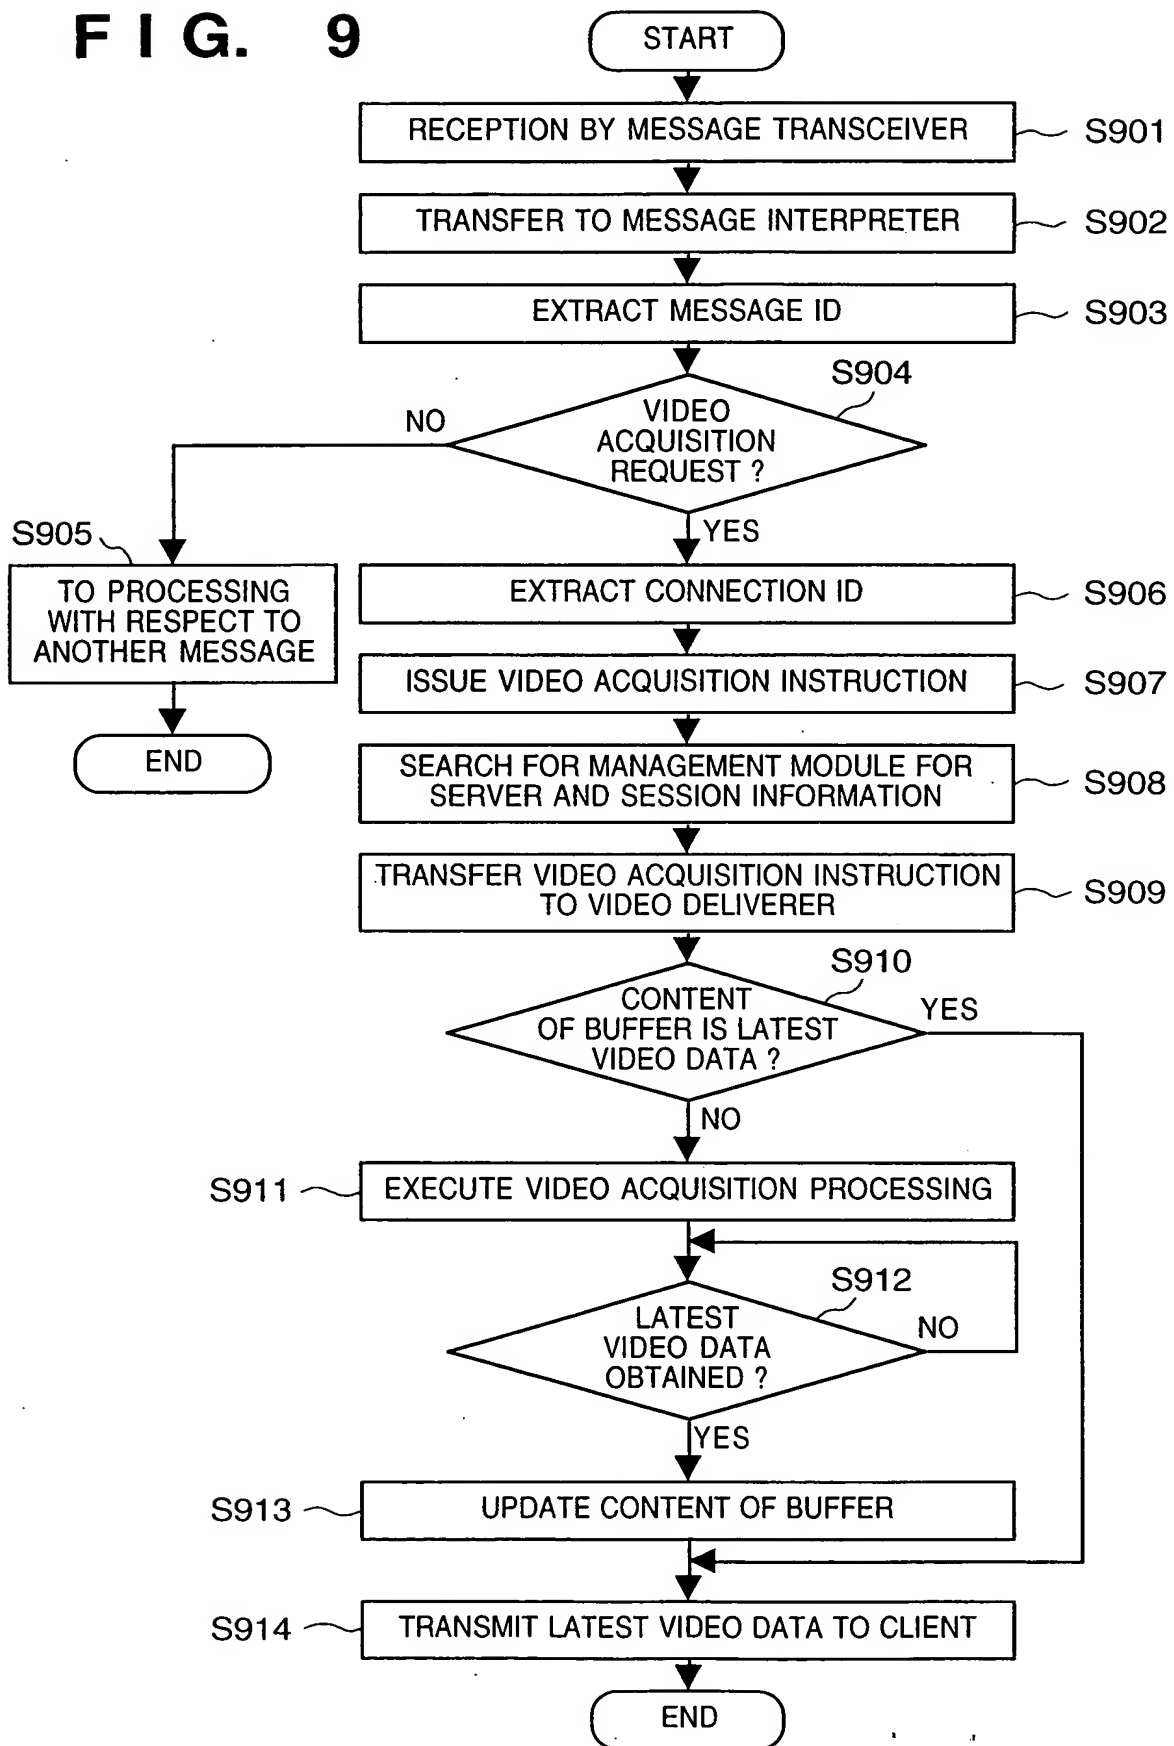 FIG. 9
START
RECEPTION BY MESSAGE TRANSCEIVER
S901
TRANSFER TO MESSAGE INTERPRETER
S902
EXTRACT MESSAGE ID
S903
S904
VIDEO
ACQUISITION
REQUEST ?
NO
YES
S905
TO PROCESSING
WITH RESPECT TO
ANOTHER MESSAGE
END
EXTRACT CONNECTION ID
S906
ISSUE VIDEO ACQUISITION INSTRUCTION
S907
SEARCH FOR MANAGEMENT MODULE FOR
SERVER AND SESSION INFORMATION
S908
TRANSFER VIDEO ACQUISITION INSTRUCTION
TO VIDEO DELIVERER
S909
S910
CONTENT
OF BUFFER IS LATEST
VIDEO DATA ?
YES
NO
S911
EXECUTE VIDEO ACQUISITION PROCESSING
S912
LATEST
VIDEO DATA
OBTAINED ?
NO
YES
S913
UPDATE CONTENT OF BUFFER
S914
TRANSMIT LATEST VIDEO DATA TO CLIENT
END